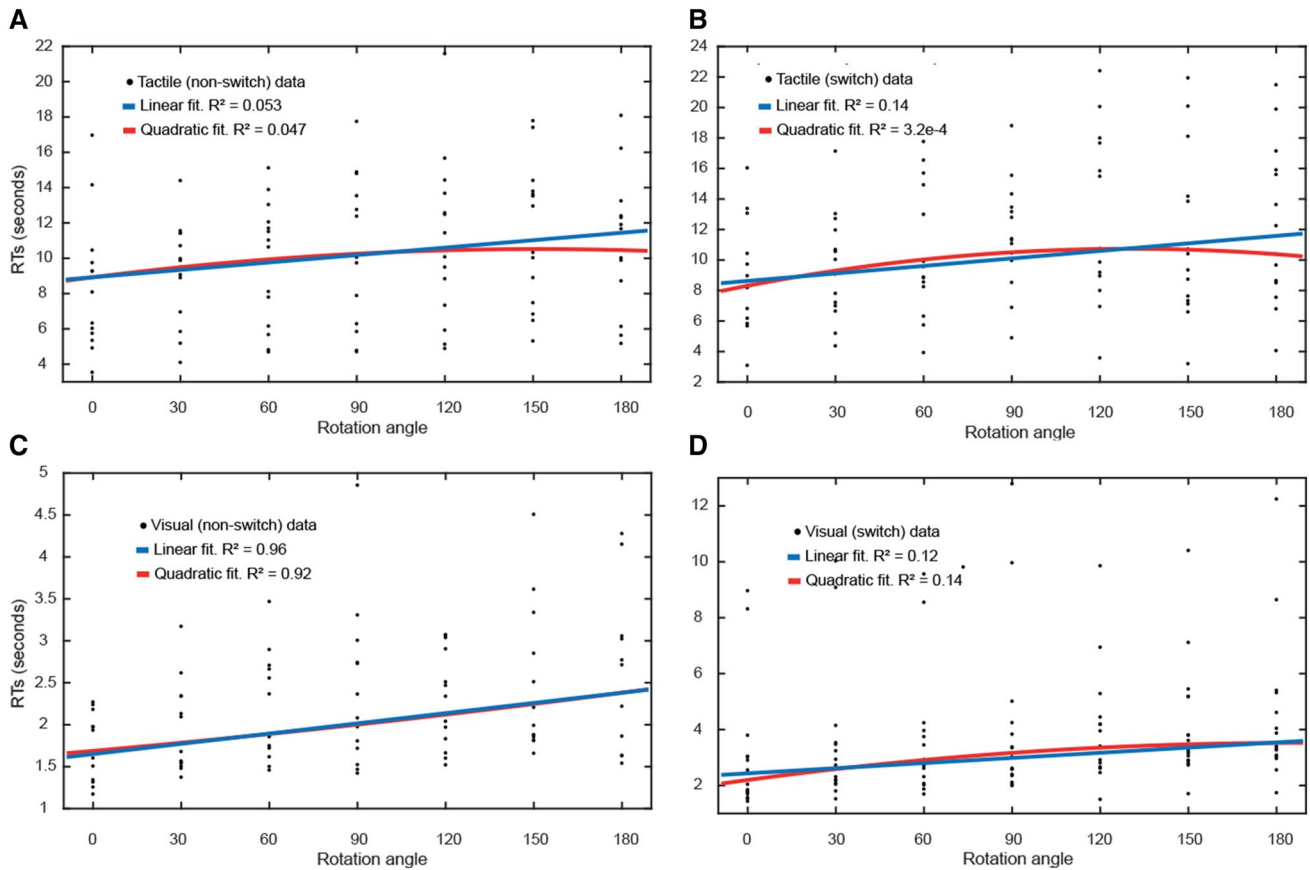 A
22
20
18
16
14
12
10
8
6
4
RTs (seconds)
Tactile (non-switch) data
Linear fit. R² = 0.053
Quadratic fit. R² = 0.047
0 30 60 90 120 150 180
Rotation angle
B
24
22
20
18
16
14
12
10
8
6
4
2
Tactile (switch) data
Linear fit. R² = 0.14
Quadratic fit. R² = 3.2e-4
0 30 60 90 120 150 180
Rotation angle
C
5
4.5
4
3.5
3
2.5
2
1.5
1
RTs (seconds)
Visual (non-switch) data
Linear fit. R² = 0.96
Quadratic fit. R² = 0.92
0 30 60 90 120 150 180
Rotation angle
D
12
10
8
6
4
2
Visual (switch) data
Linear fit. R² = 0.12
Quadratic fit. R² = 0.14
0 30 60 90 120 150 180
Rotation angle